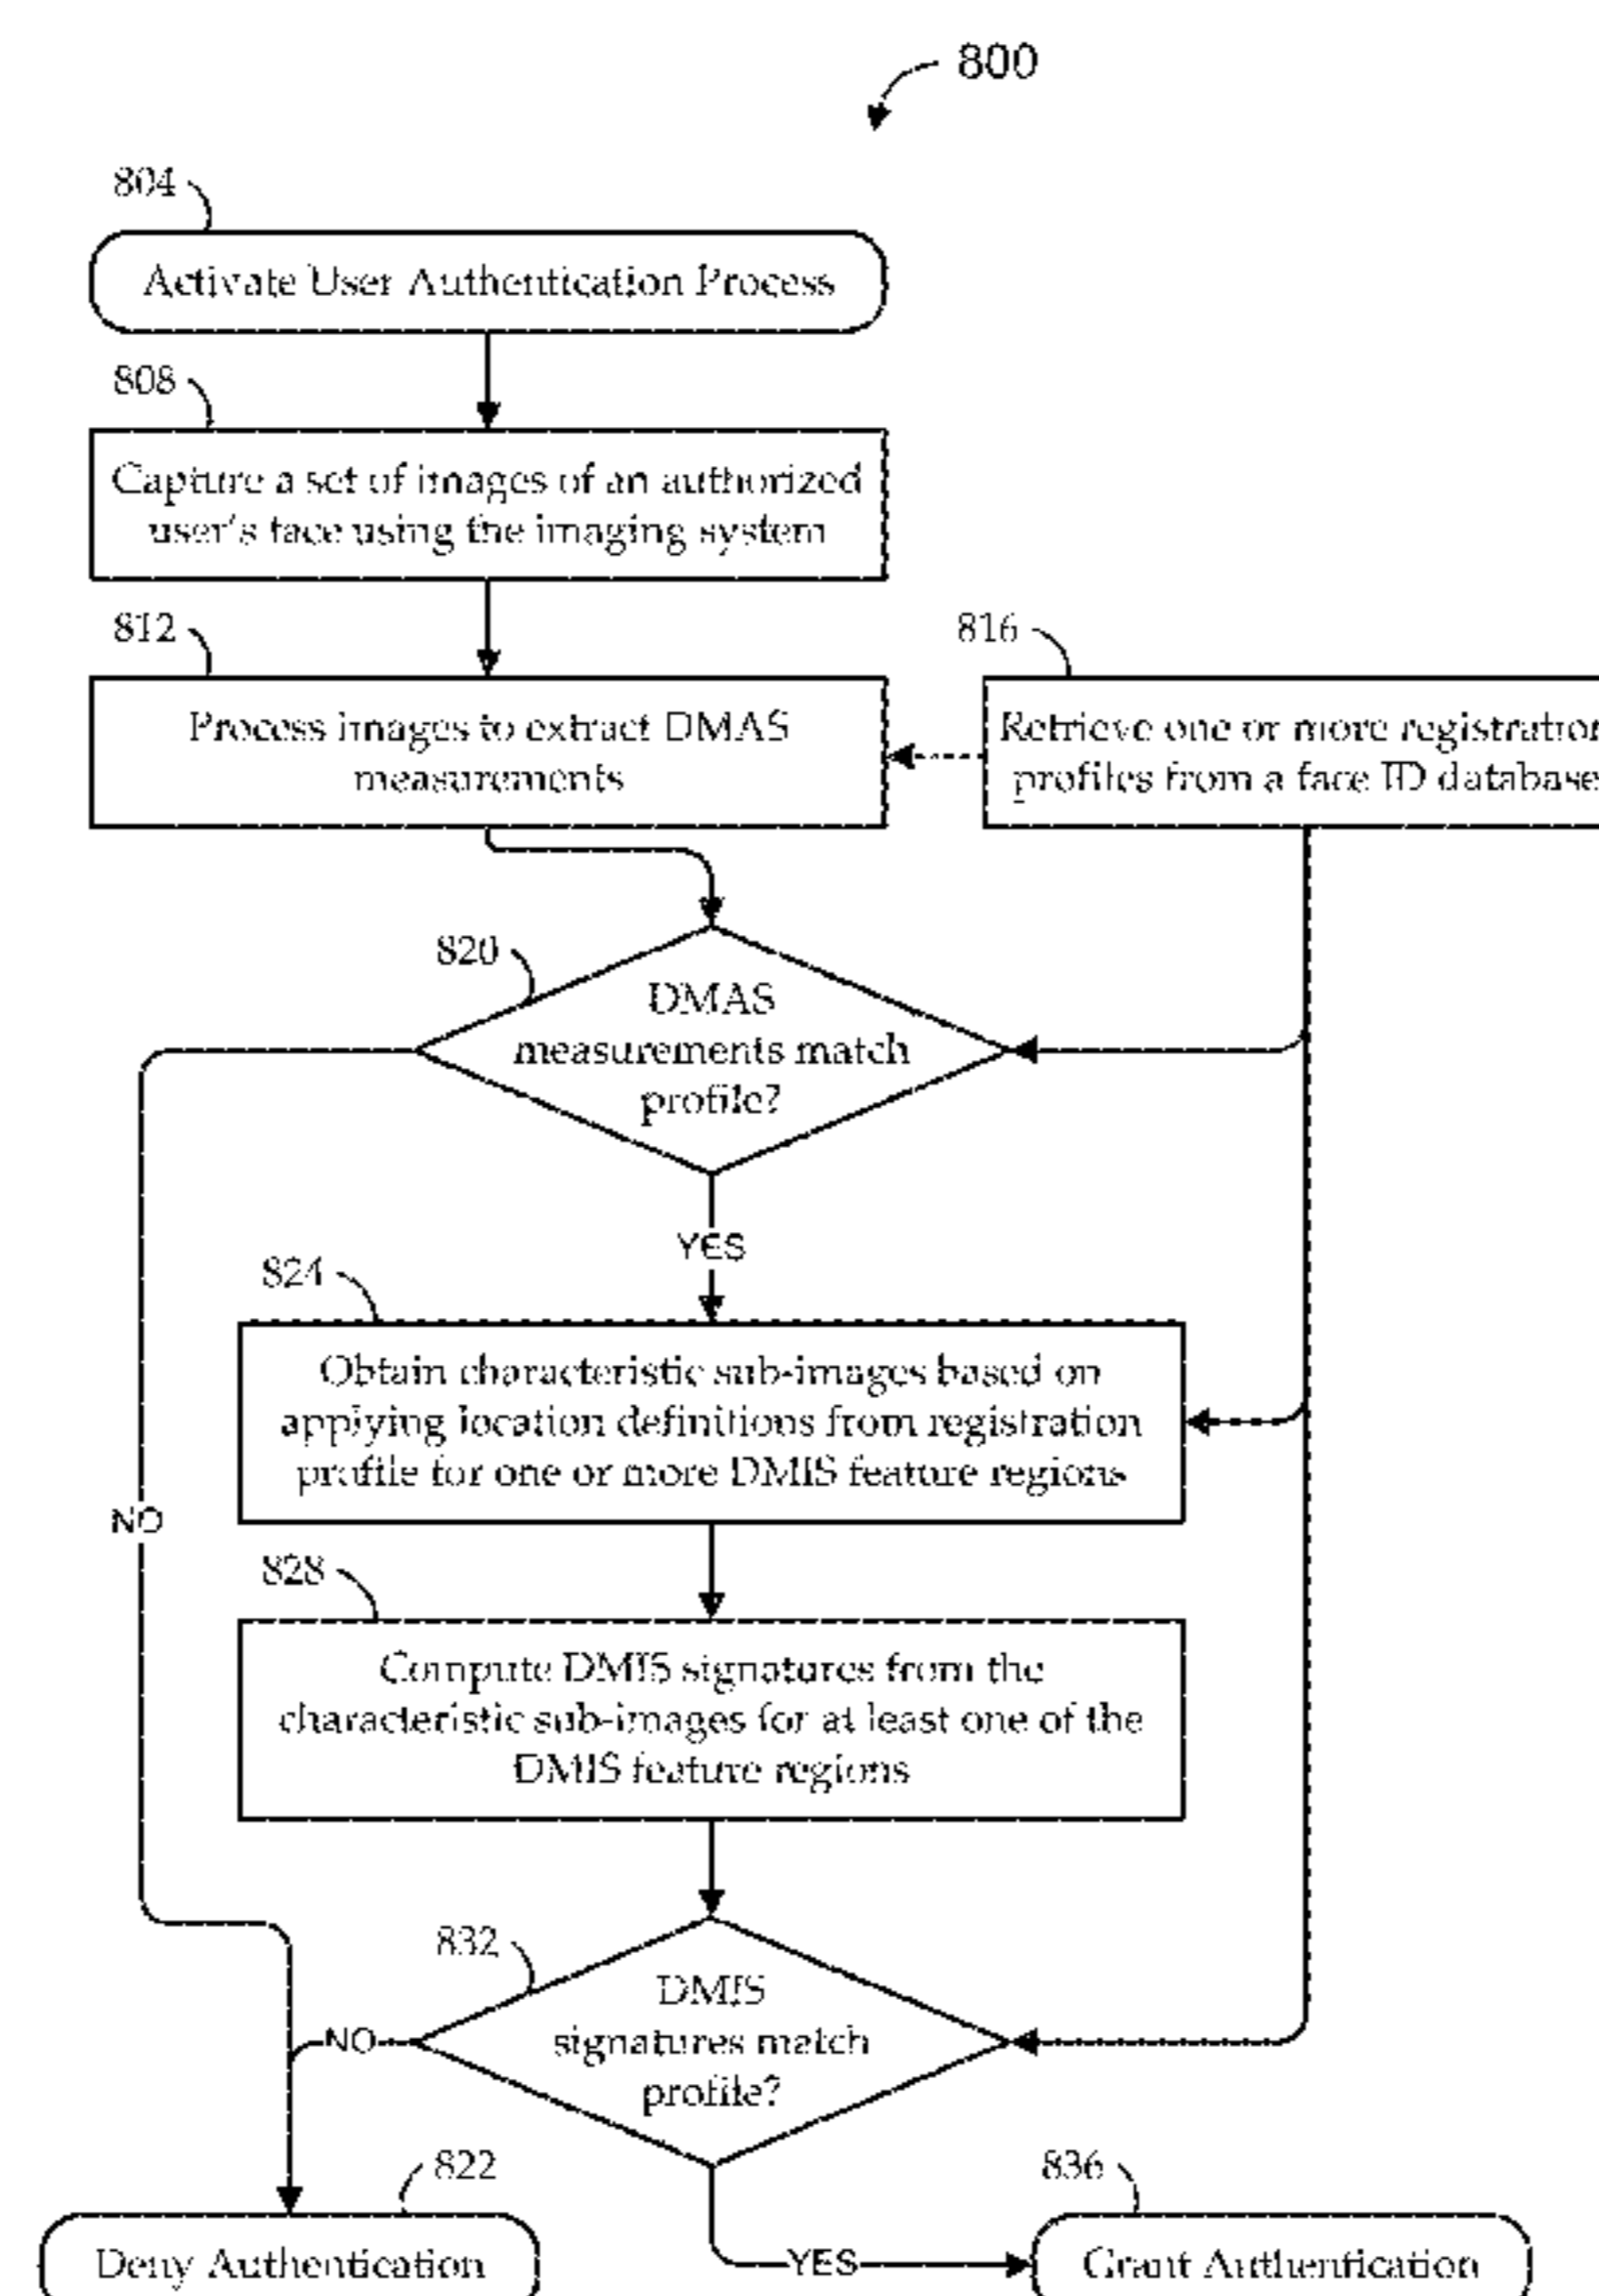 800
804
Activate User Authentication Process
808
Capture a set of images of an authorized
user's face using the imaging system
812
Process images to extract DMAS
measurements
816
Retrieve one or more registration
profiles from a face ID database
820
DMAS
measurements match
profile?
YES
824
Obtain characteristic sub-images based on
applying location definitions from registration
profile for one or more DMIS feature regions
NO
828
Compute DMIS signatures from the
characteristic sub-images for at least one of the
DMIS feature regions
832
DMIS
signatures match
profile?
NO
822
Deny Authentication
YES
836
Grant Authentication